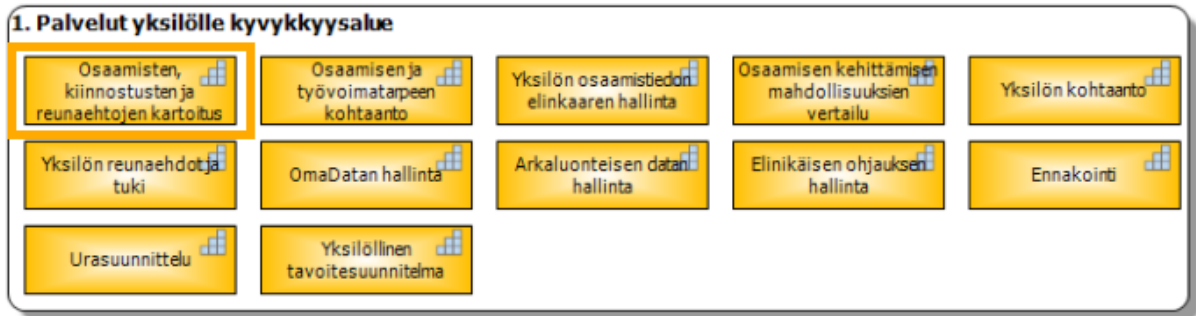 1. Palvelut yksilölle kyvykkyysalue
Osaamisten,
kiinnostusten ja
reunaehtojen kartoitus
Osaamisen ja
työvoimatarpeen
kohtaanto
Yksilön osaamistiedon
elinkaaren hallinta
Osaamisen kehittämisen
mahdollisuuksien
vertailu
Yksilön kohtaanto
Yksilön reunaehdot ja
tuki
OmaDatan hallinta
Arkaluonteisen datan
hallinta
Elinikäisen ohjauksen
hallinta
Ennakointi
Urasuunnittelu
Yksilöllinen
tavoitesuunnitelma